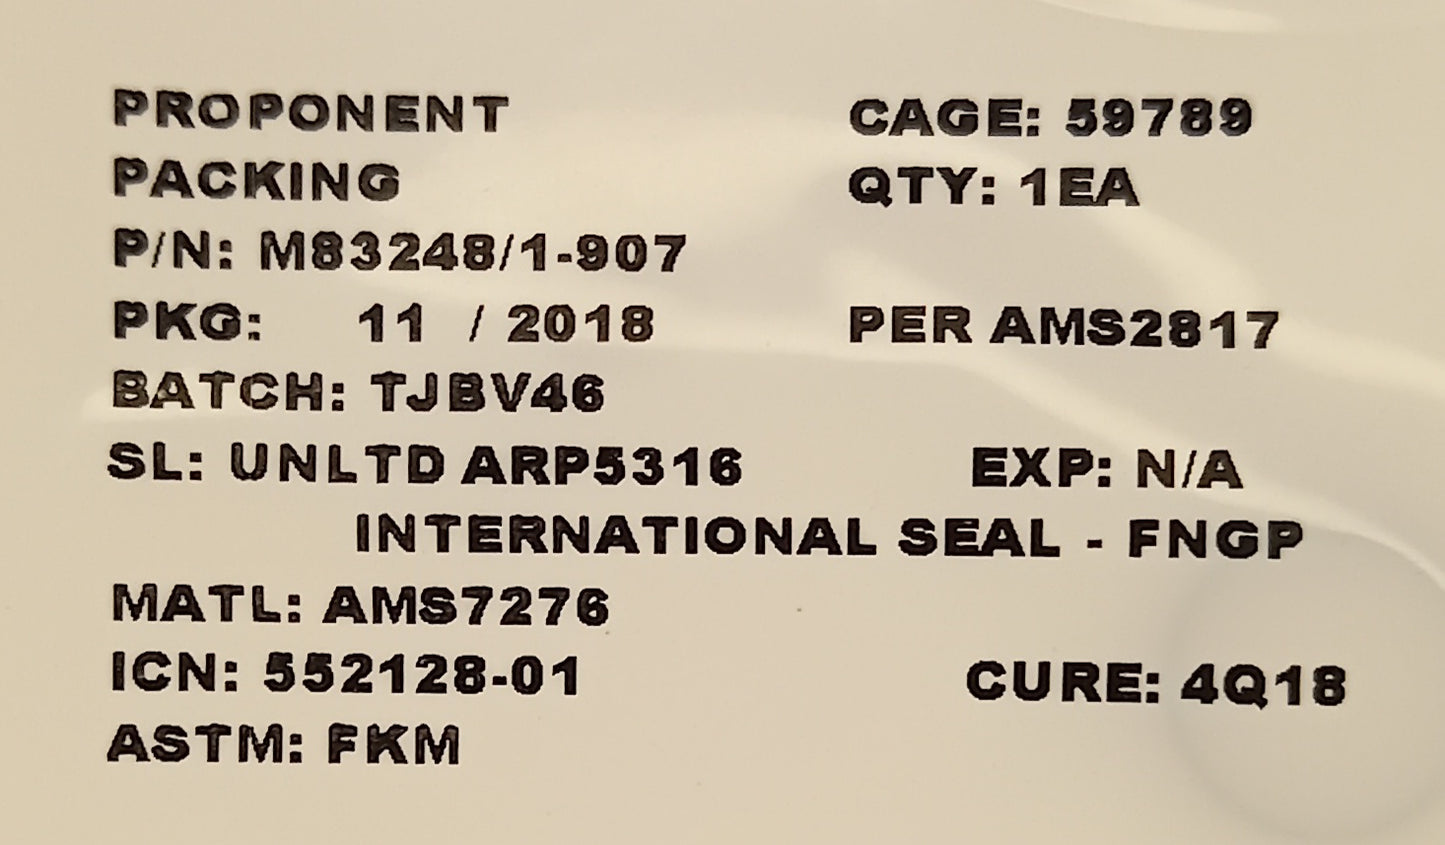 PROPONENT CAGE: 59789
PACKING QTY: 1EA
P/N: M83248/1-907
PKG: 11 / 2018 PER AMS2817
BATCH: TJBV46
SL: UNLTD ARP5316 EXP: N/A
INTERNATIONAL SEAL - FNGP
MATL: AMS7276
ICN: 552128-01 CURE: 4Q18
ASTM: FKM